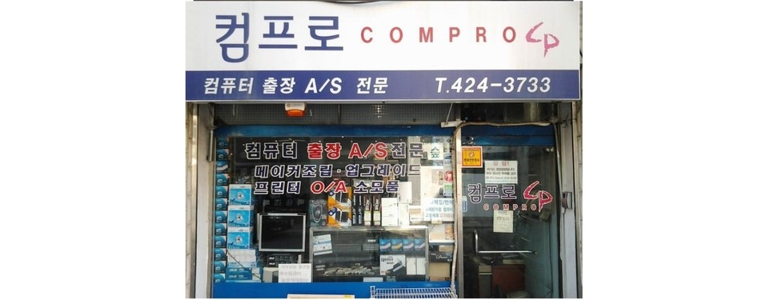 컴프로 COMPRO CP
컴퓨터 출장 A/S 전문 T.424-3733
컴퓨터 출장 A/S 전문
메이커조립·업그레이드
프린터 O/A 소모품
컴프로 CP
COMPRO